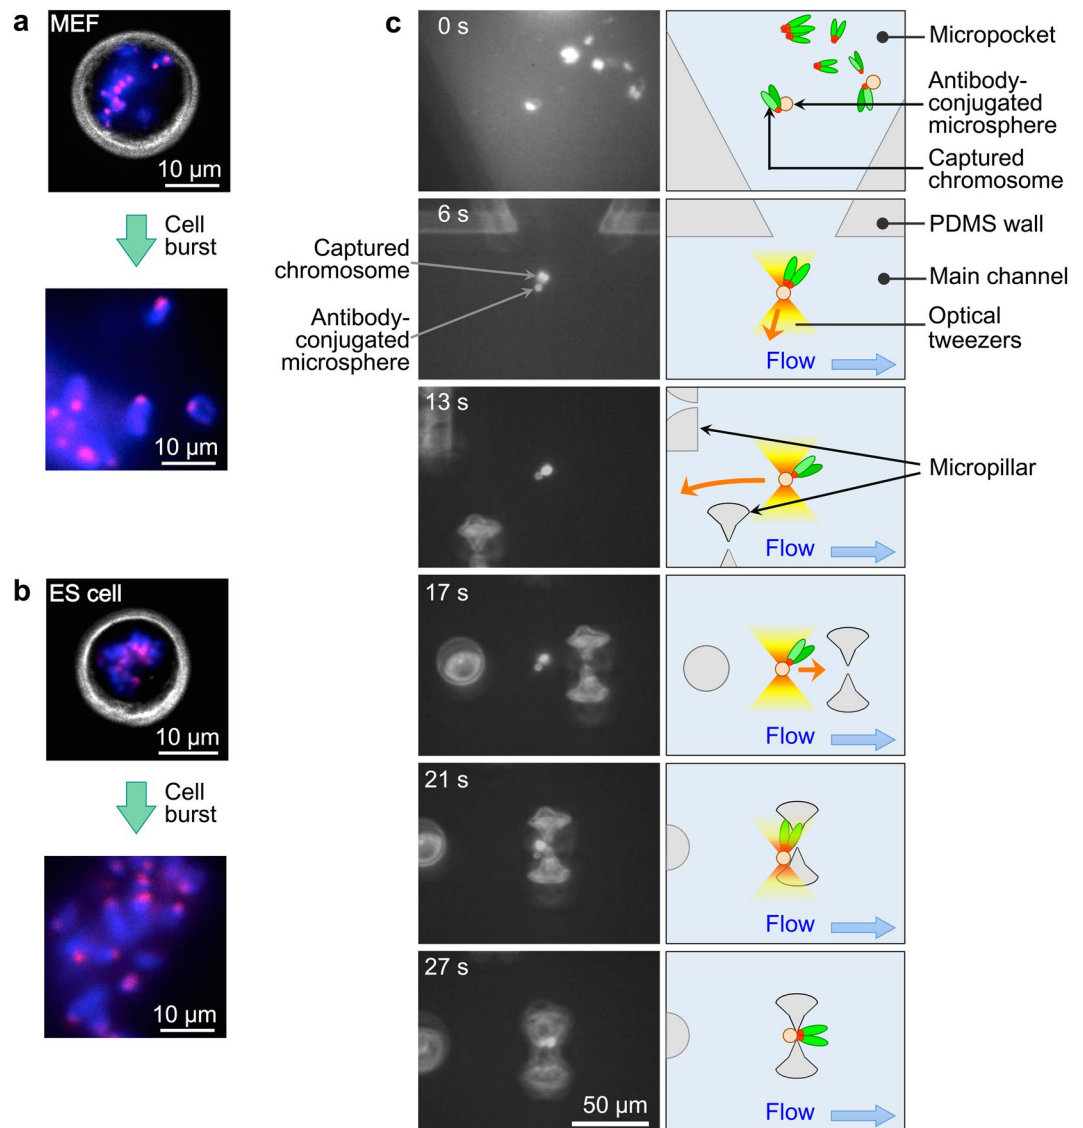 a
MEF
10 µm
Cell
burst
10 µm
b
ES cell
10 µm
Cell
burst
10 µm
c
0 s
Micropocket
Antibody-
conjugated
microsphere
Captured
chromosome
6 s
Captured
chromosome
Antibody-
conjugated
microsphere
PDMS wall
Main channel
Optical
tweezers
Flow
13 s
Micropillar
Flow
17 s
Flow
21 s
Flow
27 s
50 µm
Flow